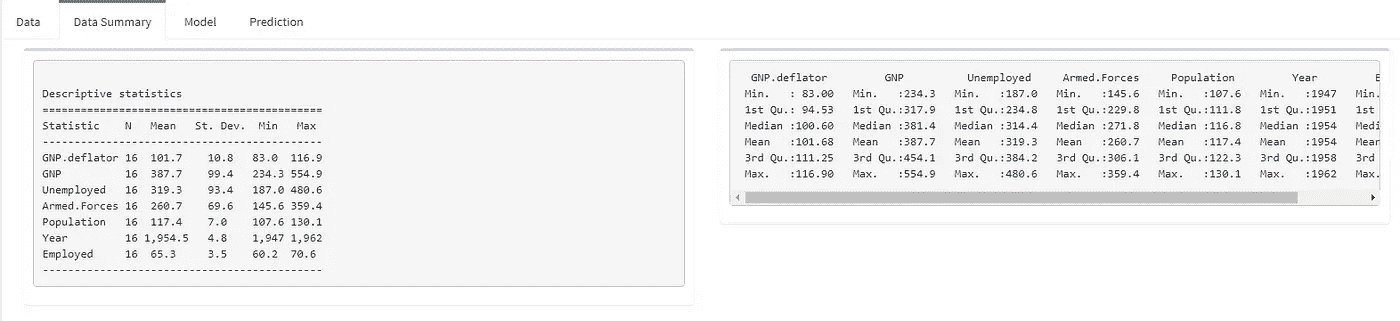 Data Data Summary Model Prediction
Descriptive statistics
==========================================
Statistic N Mean St. Dev. Min Max
------------------------------------------
GNP.deflator 16 101.7 10.8 83.0 116.9
GNP 16 387.7 99.4 234.3 554.9
Unemployed 16 319.3 93.4 187.0 480.6
Armed.Forces 16 260.7 69.6 145.6 359.4
Population 16 117.4 7.0 107.6 130.1
Year 16 1,954.5 4.8 1,947 1,962
Employed 16 65.3 3.5 60.2 70.6
------------------------------------------
GNP.deflator GNP Unemployed Armed.Forces Population Year E
Min. : 83.00 Min. :234.3 Min. :187.0 Min. :145.6 Min. :107.6 Min. :1947 Min.
1st Qu.: 94.53 1st Qu.:317.9 1st Qu.:234.8 1st Qu.:229.8 1st Qu.:111.8 1st Qu.:1951 1st
Median :100.60 Median :381.4 Median :314.4 Median :271.8 Median :116.8 Median :1954 Medi
Mean :101.68 Mean :387.7 Mean :319.3 Mean :260.7 Mean :117.4 Mean :1954 Mean
3rd Qu.:111.25 3rd Qu.:454.1 3rd Qu.:384.2 3rd Qu.:306.1 3rd Qu.:122.3 3rd Qu.:1958 3rd
Max. :116.90 Max. :554.9 Max. :480.6 Max. :359.4 Max. :130.1 Max. :1962 Max.